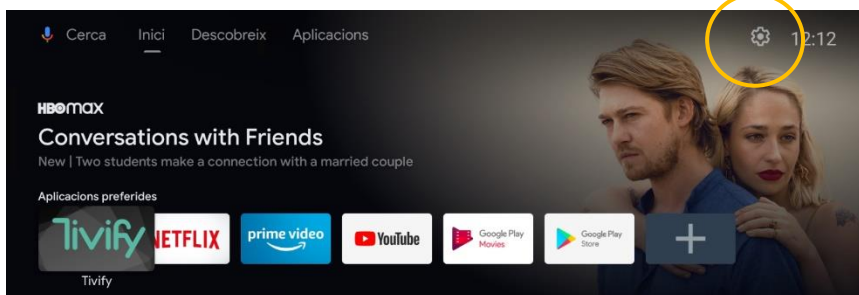 Cerca Inici Descobreix Aplicacions 12:12
HBOmax
Conversations with Friends
New | Two students make a connection with a married couple
Aplicacions preferides
Tivify NETFLIX prime video YouTube Google Play Movies Google Play Store
Tivify